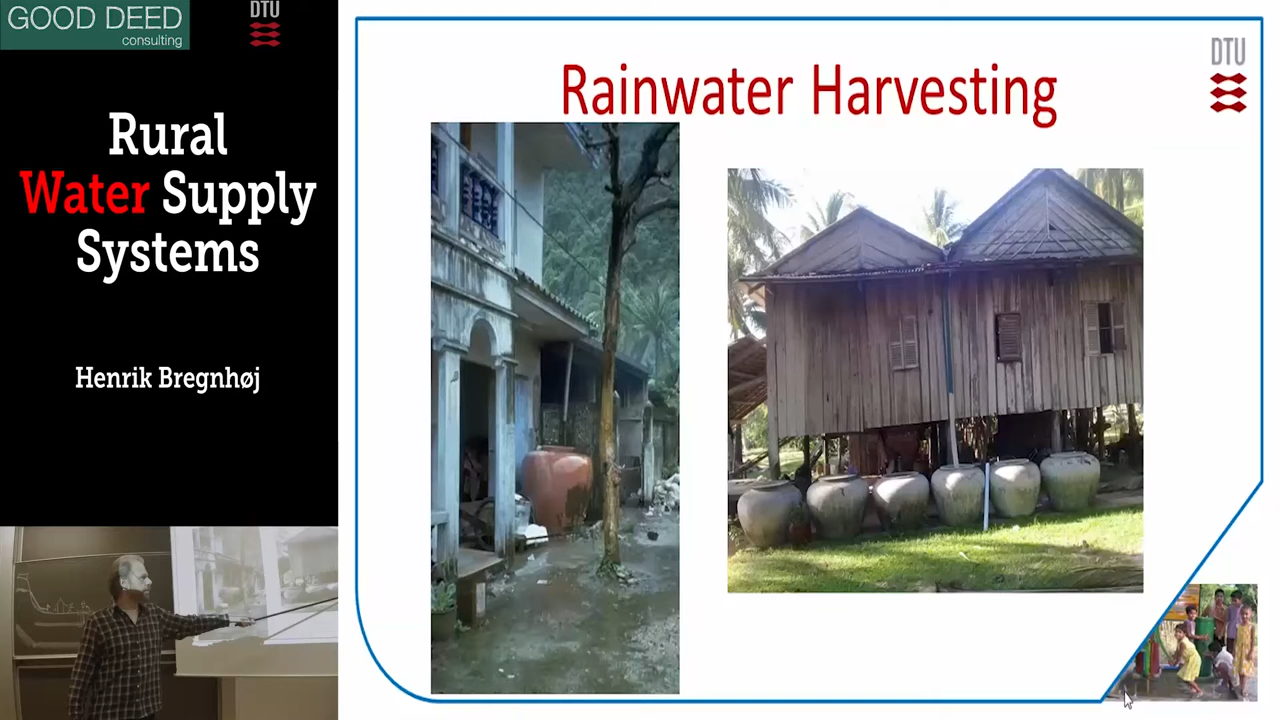 GOOD DEED
consulting
DTU
Rural
Water Supply
Systems
Henrik Bregnhøj
Rainwater Harvesting
DTU